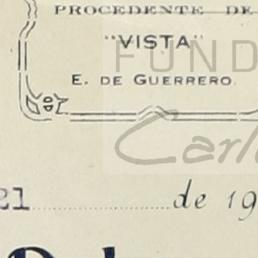 PROCEDENTE DE
"VISTA"
E. DE GUERRERO.
FUND
Carl
21 de 19